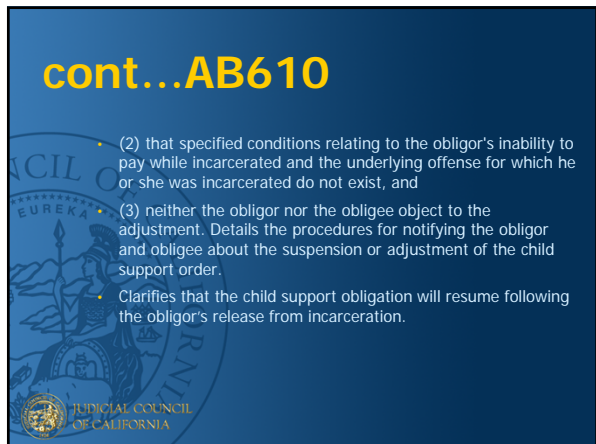 cont...AB610
• (2) that specified conditions relating to the obligor's inability to
pay while incarcerated and the underlying offense for which he
or she was incarcerated do not exist, and
• (3) neither the obligor nor the obligee object to the
adjustment. Details the procedures for notifying the obligor
and obligee about the suspension or adjustment of the child
support order.
• Clarifies that the child support obligation will resume following
the obligor's release from incarceration.
NCIL OF
EUREKA
ORNIA
JUDICIAL COUNCIL
OF CALIFORNIA